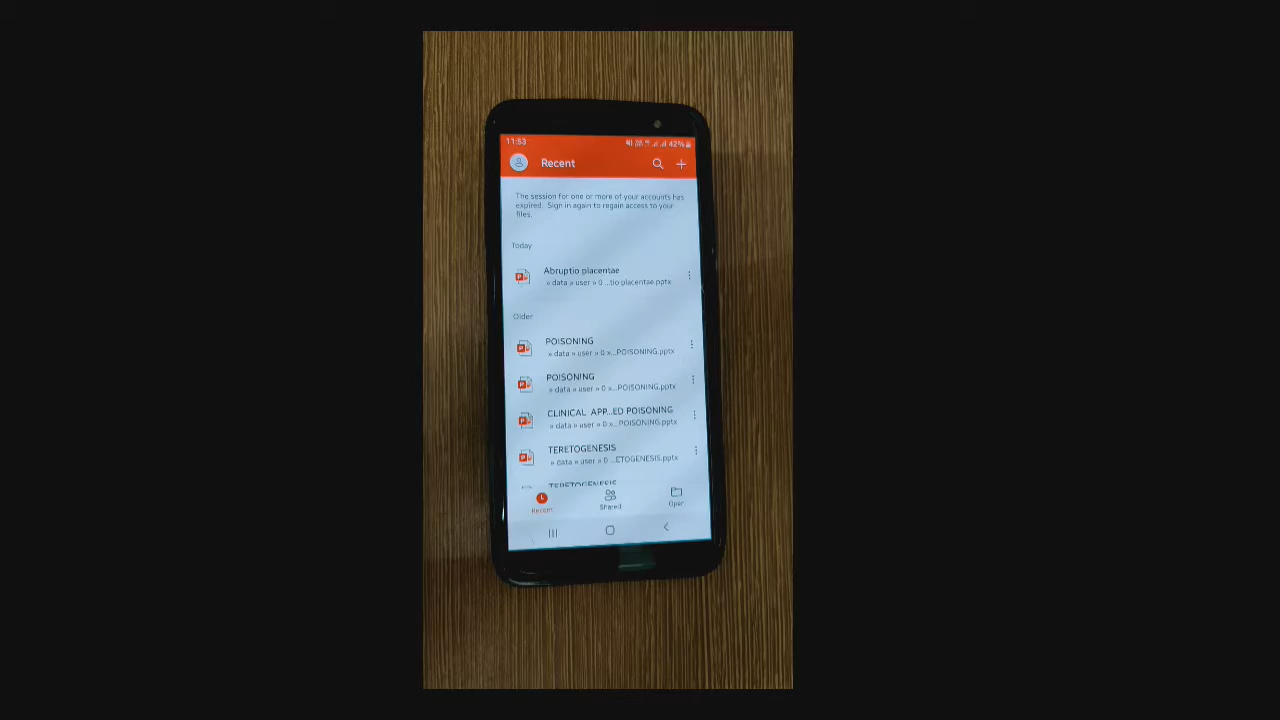 11:53
42%
Recent
The session for one or more of your accounts has
expired. Sign in again to regain access to your
files.
Today
Abruptio placentae
» data » user » 0 ...tio placentae.pptx
Older
POISONING
» data » user » 0 »...POISONING.pptx
POISONING
» data » user » 0 »...POISONING.pptx
CLINICAL APP...ED POISONING
» data » user » 0 »... POISONING.pptx
TERETOGENESIS
» data » user » 0 ...ETOGENESIS.pptx
TERETOGENESIS
Recent
Shared
Open